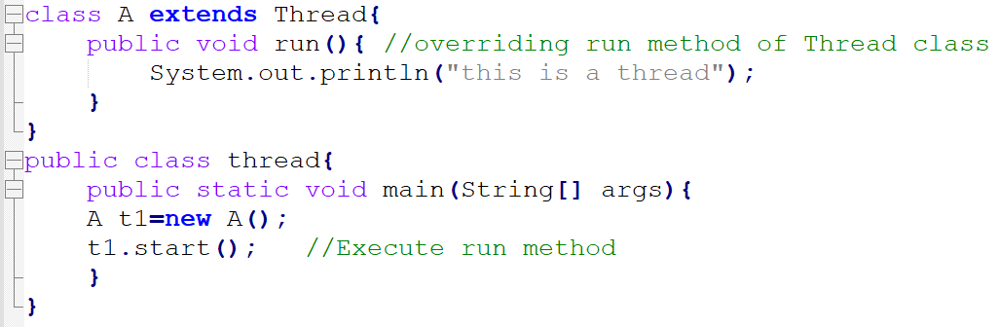 class A extends Thread{
public void run(){ //overriding run method of Thread class
System.out.println("this is a thread");
}
}
public class thread{
public static void main(String[] args){
A t1=new A();
t1.start();   //Execute run method
}
}